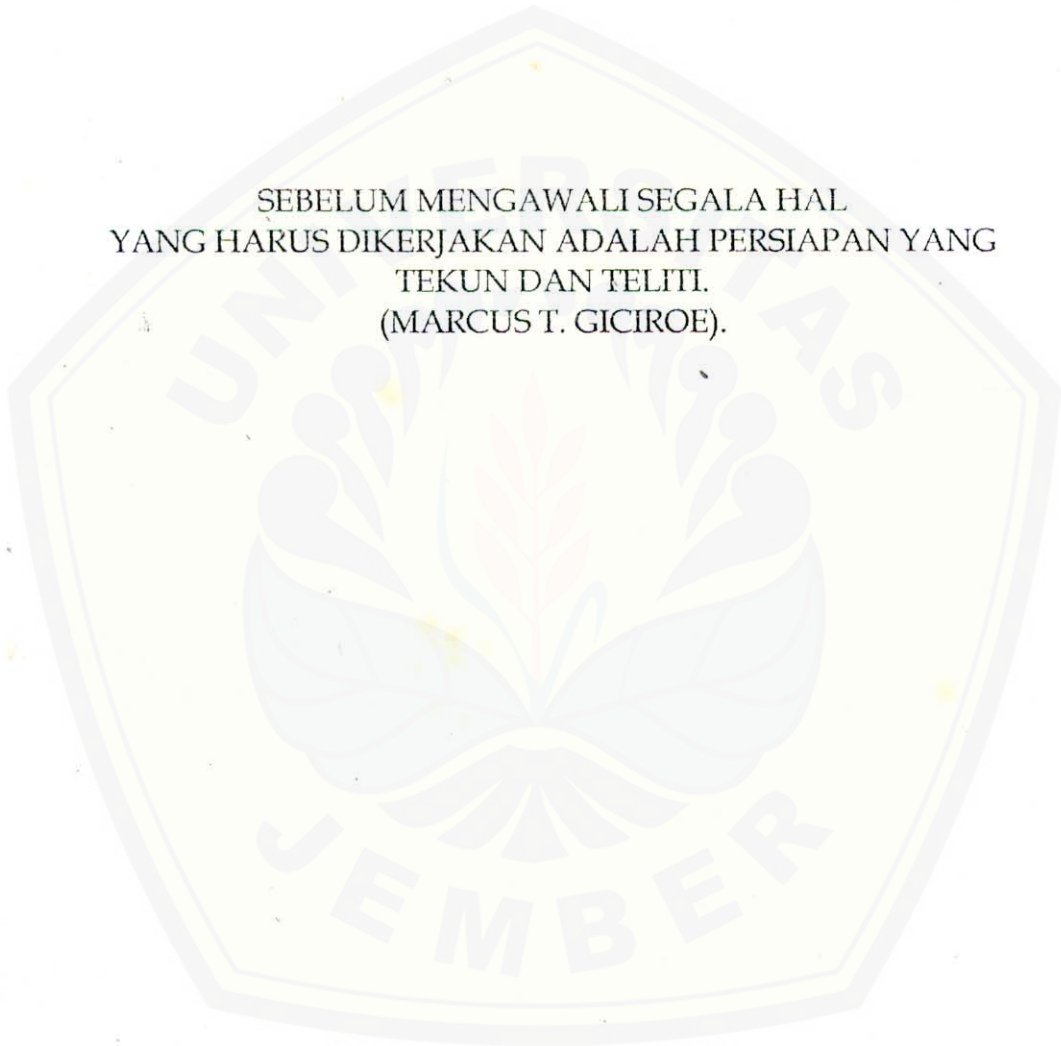 SEBELUM MENGAWALI SEGALA HAL
YANG HARUS DIKERJAKAN ADALAH PERSIAPAN YANG
TEKUN DAN TELITI.
(MARCUS T. GICIROE).
UNIVERSITAS
JEMBER